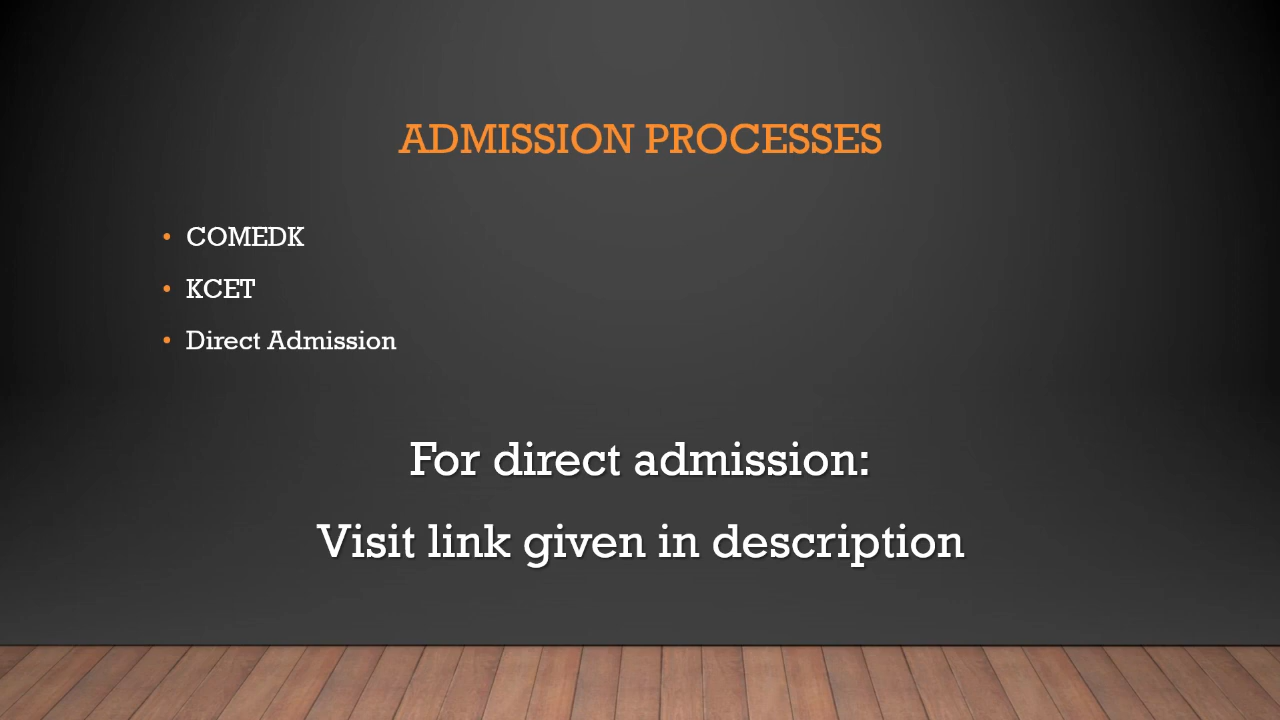 ADMISSION PROCESSES
• COMEDK
• KCET
• Direct Admission
For direct admission:
Visit link given in description